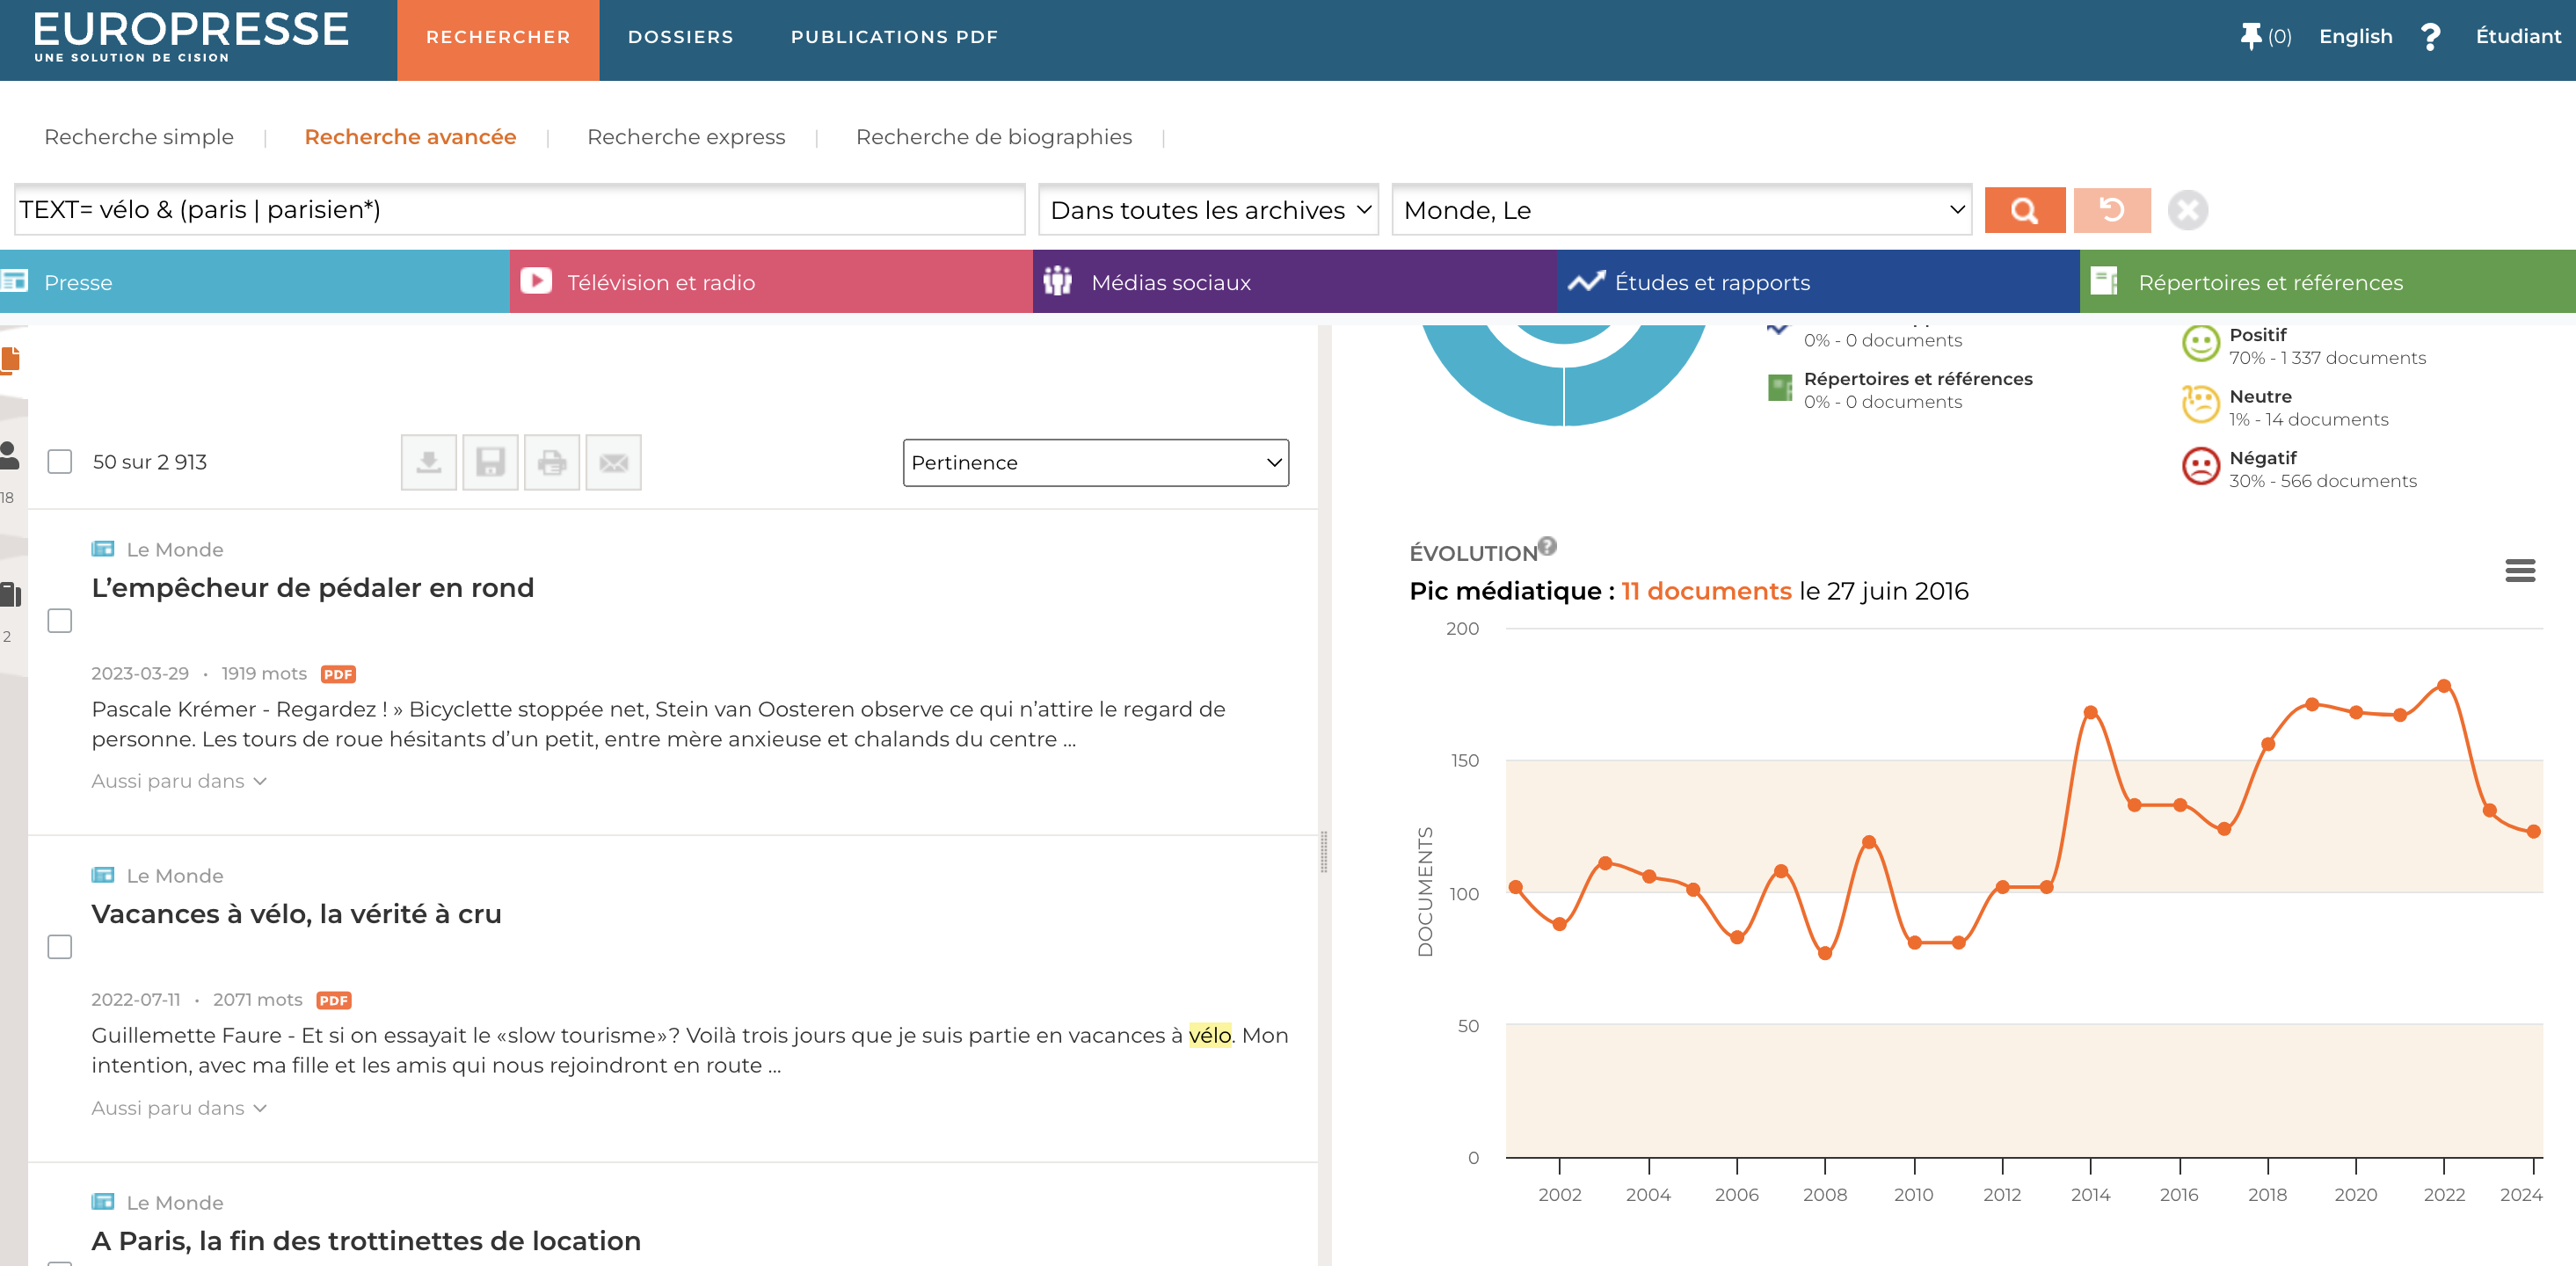 EUROPRESSE
UNE SOLUTION DE CISION
RECHERCHER
DOSSIERS
PUBLICATIONS PDF
(0)
English
?
Étudiant
Recherche simple
Recherche avancée
Recherche express
Recherche de biographies
TEXT= vélo & (paris | parisien*)
Dans toutes les archives
Monde, Le
Presse
Télévision et radio
Médias sociaux
Études et rapports
Répertoires et références
18
2
50 sur 2 913
Pertinence
Le Monde
L’empêcheur de pédaler en rond
2023-03-29 • 1919 mots PDF
Pascale Krémer - Regardez ! » Bicyclette stoppée net, Stein van Oosteren observe ce qui n’attire le regard de
personne. Les tours de roue hésitants d’un petit, entre mère anxieuse et chalands du centre ...
Aussi paru dans
Le Monde
Vacances à vélo, la vérité à cru
2022-07-11 • 2071 mots PDF
Guillemette Faure - Et si on essayait le «slow tourisme»? Voilà trois jours que je suis partie en vacances à vélo. Mon
intention, avec ma fille et les amis qui nous rejoindront en route ...
Aussi paru dans
Le Monde
A Paris, la fin des trottinettes de location
0% - 0 documents
Répertoires et références
0% - 0 documents
Positif
70% - 1 337 documents
Neutre
1% - 14 documents
Négatif
30% - 566 documents
ÉVOLUTION ?
Pic médiatique : 11 documents le 27 juin 2016
DOCUMENTS
200
150
100
50
0
2002 2004 2006 2008 2010 2012 2014 2016 2018 2020 2022 2024